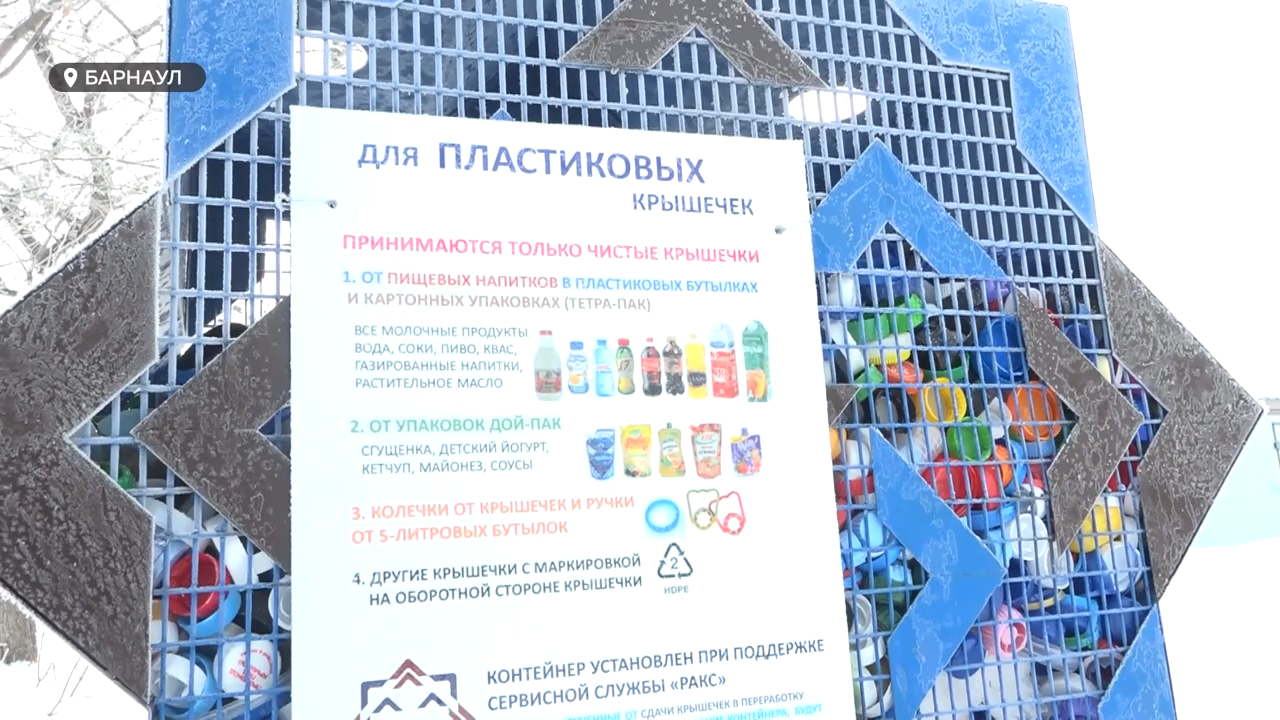 БАРНАУЛ
ДЛЯ ПЛАСТИКОВЫХ
КРЫШЕЧЕК
ПРИНИМАЮТСЯ ТОЛЬКО ЧИСТЫЕ КРЫШЕЧКИ
1. ОТ ПИЩЕВЫХ НАПИТКОВ В ПЛАСТИКОВЫХ БУТЫЛКАХ
И КАРТОННЫХ УПАКОВКАХ (ТЕТРА-ПАК)
ВСЕ МОЛОЧНЫЕ ПРОДУКТЫ
ВОДА, СОКИ, ПИВО, КВАС,
ГАЗИРОВАННЫЕ НАПИТКИ,
РАСТИТЕЛЬНОЕ МАСЛО
2. ОТ УПАКОВОК ДОЙ-ПАК
СГУЩЕНКА, ДЕТСКИЙ ЙОГУРТ,
КЕТЧУП, МАЙОНЕЗ, СОУСЫ
3. КОЛЕЧКИ ОТ КРЫШЕЧЕК И РУЧКИ
ОТ 5-ЛИТРОВЫХ БУТЫЛОК
4. ДРУГИЕ КРЫШЕЧКИ С МАРКИРОВКОЙ
НА ОБОРОТНОЙ СТОРОНЕ КРЫШЕЧКИ
2
HDPE
КОНТЕЙНЕР УСТАНОВЛЕН ПРИ ПОДДЕРЖКЕ
СЕРВИСНОЙ СЛУЖБЫ «РАКС»
ОТ СДАЧИ КРЫШЕЧЕК В ПЕРЕРАБОТКУ
КОНТЕЙНЕРА, БУДУТ